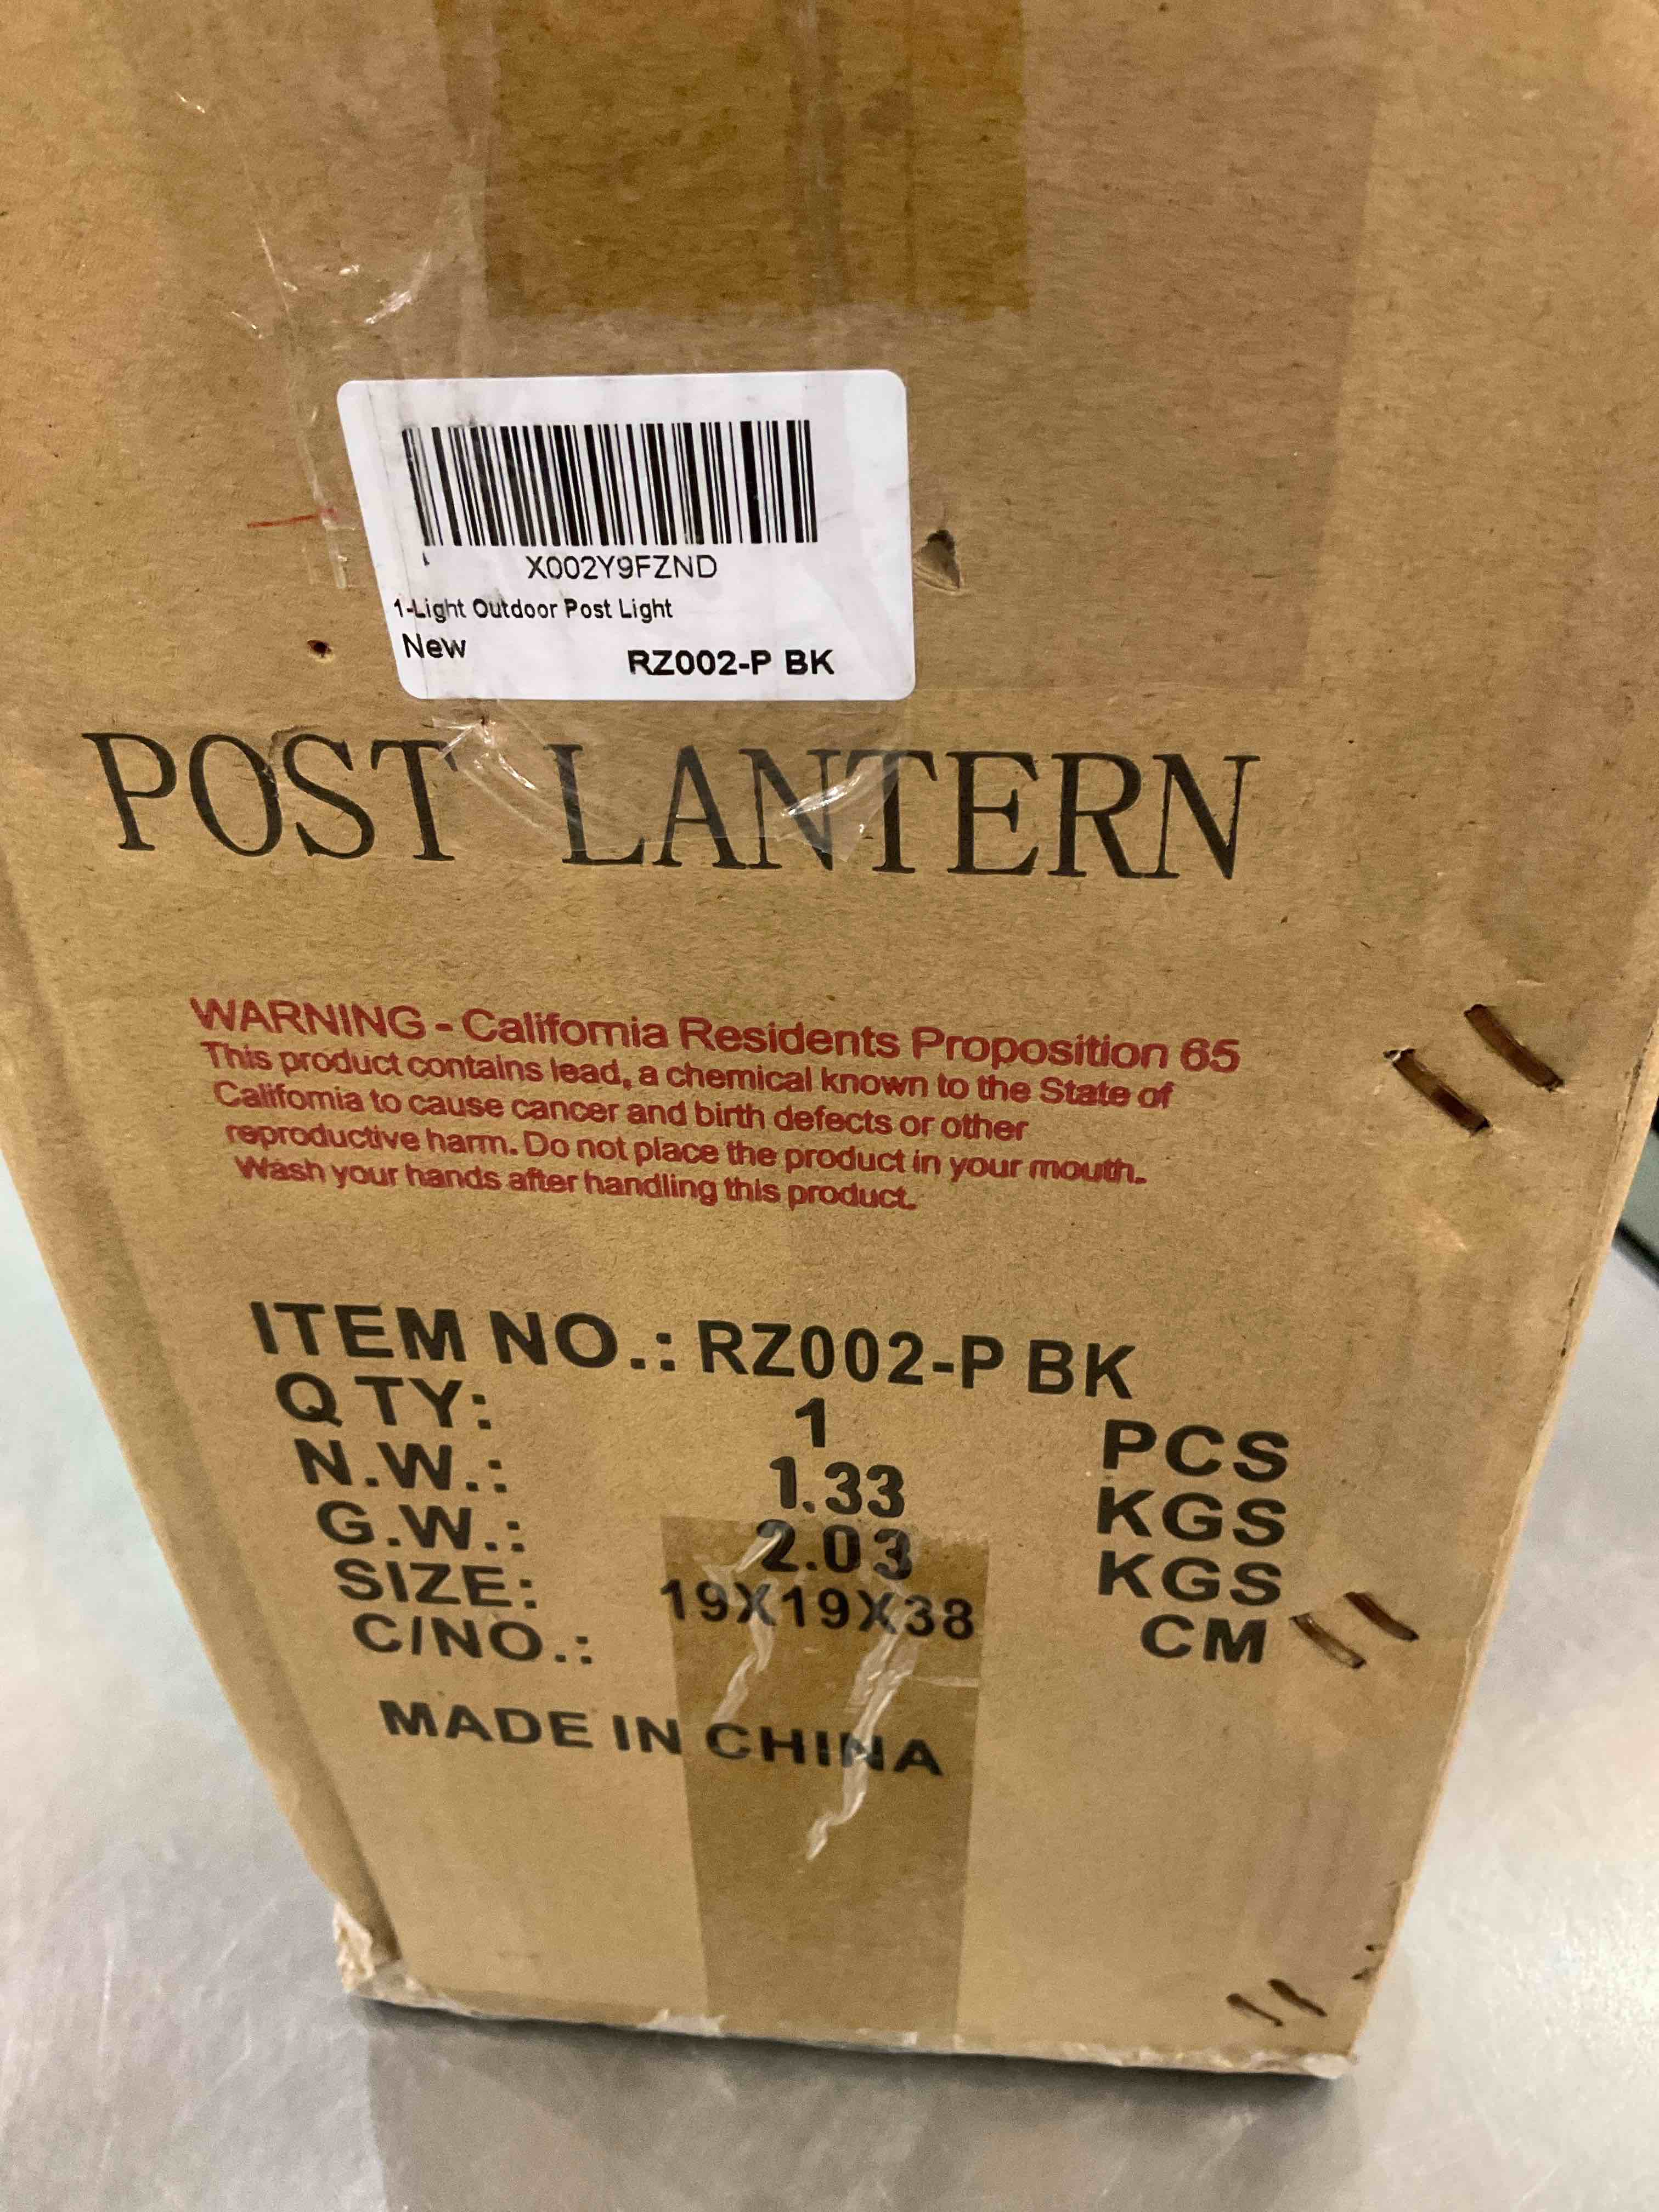 X002Y9FZND
1-Light Outdoor Post Light
New
RZ002-P BK
POST LANTERN
WARNING - California Residents Proposition 65
This product contains lead, a chemical known to the State of
California to cause cancer and birth defects or other
reproductive harm. Do not place the product in your mouth.
Wash your hands after handling this product.
ITEM NO.: RZ002-P BK
QTY: 1 PCS
N.W.: 1.33 KGS
G.W.: 2.03 KGS
SIZE: 19X19X38 CM
C/NO.:
MADE IN CHINA